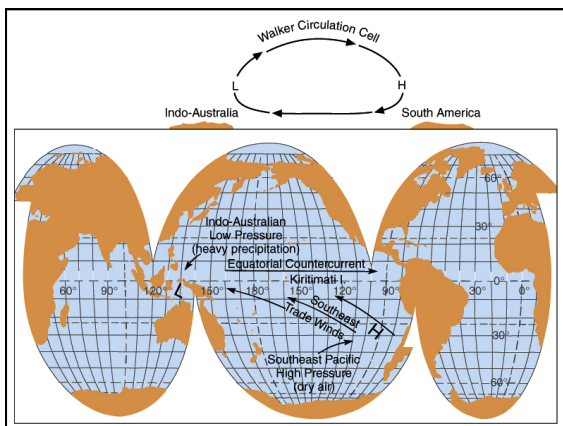 Walker Circulation Cell
L
H
Indo-Australia
South America
60°
Indo-Australian
Low Pressure
(heavy precipitation)
30°
Equatorial Countercurrent
Kiritimati I.
60° 90° 120° 150° 160° 150° 120° 90° 60° 30° 0° 0°
L
Southeast
Trade Winds
H
30°
Southeast Pacific
High Pressure
(dry air)
60°